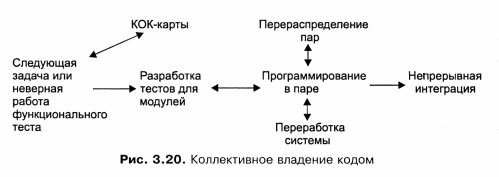 КОК-карты
Перераспределение
пар
Следующая
задача или
неверная
работа
функционального
теста
Разработка
тестов для
модулей
Программирование
в паре
Непрерывная
интеграция
Переработка
системы
Рис. 3.20. Коллективное владение кодом